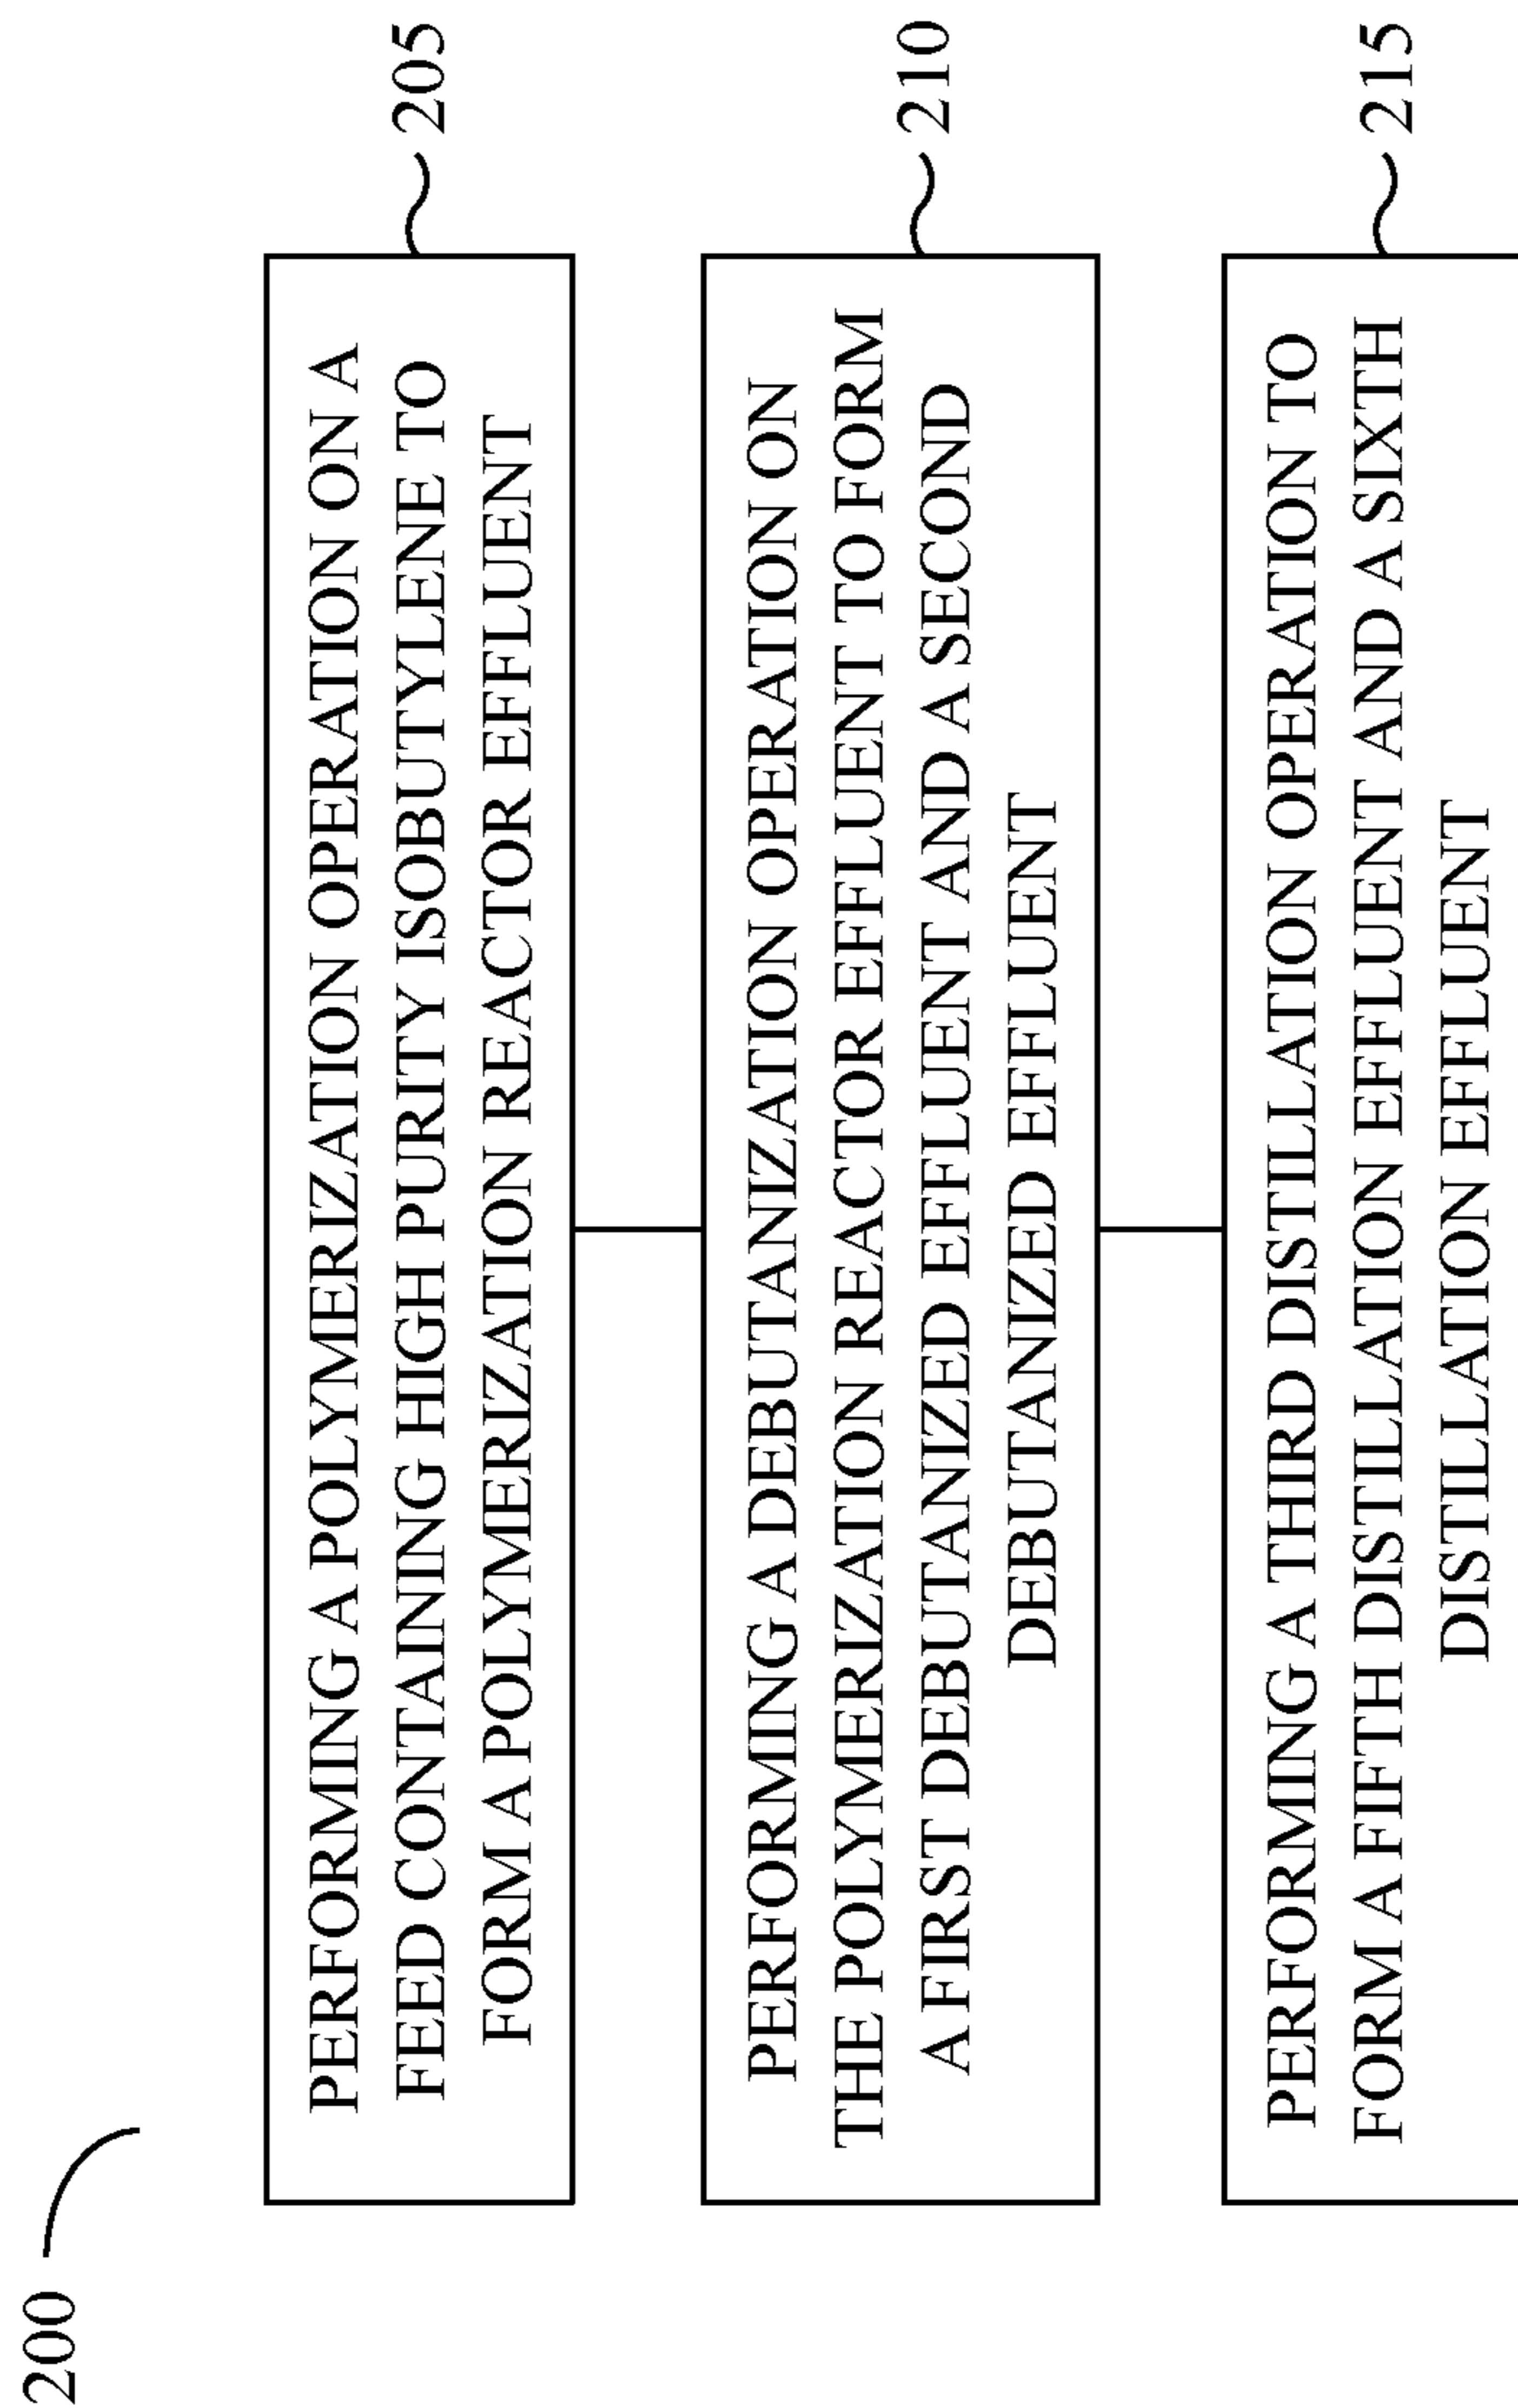 200
PERFORMING A POLYMERIZATION OPERATION ON A
FEED CONTAINING HIGH PURITY ISOBUTYLENE TO
FORM A POLYMERIZATION REACTOR EFFLUENT
205
PERFORMING A DEBUTANIZATION OPERATION ON
THE POLYMERIZATION REACTOR EFFLUENT TO FORM
A FIRST DEBUTANIZED EFFLUENT AND A SECOND
DEBUTANIZED EFFLUENT
210
PERFORMING A THIRD DISTILLATION OPERATION TO
FORM A FIFTH DISTILLATION EFFLUENT AND A SIXTH
DISTILLATION EFFLUENT
215